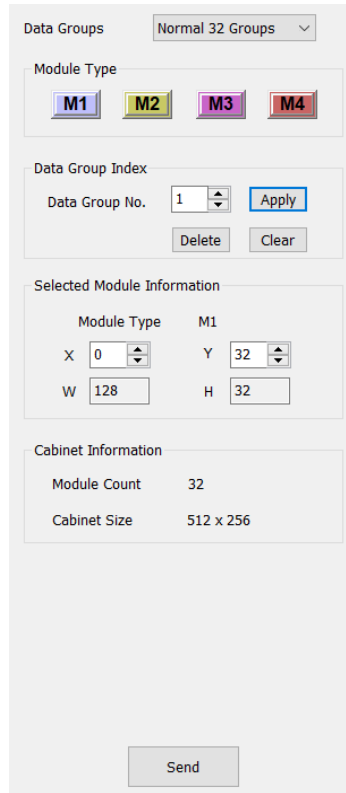 Data Groups Normal 32 Groups
Module Type
M1 M2 M3 M4
Data Group Index
Data Group No. 1 Apply
Delete Clear
Selected Module Information
Module Type M1
X 0 Y 32
W 128 H 32
Cabinet Information
Module Count 32
Cabinet Size 512 x 256
Send